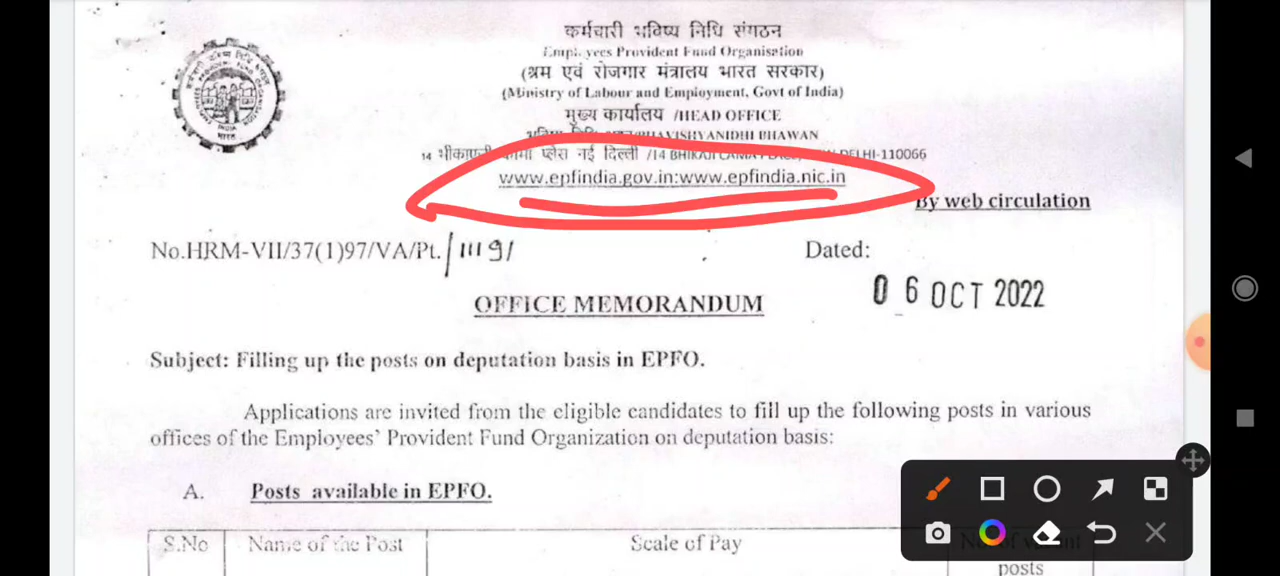 कर्मचारी भविष्य निधि संगठन
Employees Provident Fund Organisation
(श्रम एवं रोजगार मंत्रालय भारत सरकार)
(Ministry of Labour and Employment, Govt of India)
मुख्य कार्यालय /HEAD OFFICE
BHAWAN
14 प्लेस नई दिल्ली /14 DELHI-110066
www.epfindia.gov.in:www.epfindia.nic.in
By web circulation
No.HRM-VII/37(1)97/VA/Pt./
Dated:
06 OCT 2022
OFFICE MEMORANDUM
Subject: Filling up the posts on deputation basis in EPFO.
Applications are invited from the eligible candidates to fill up the following posts in various
offices of the Employees' Provident Fund Organization on deputation basis:
A. Posts available in EPFO.
S.No Name of the Post Scale of Pay
posts